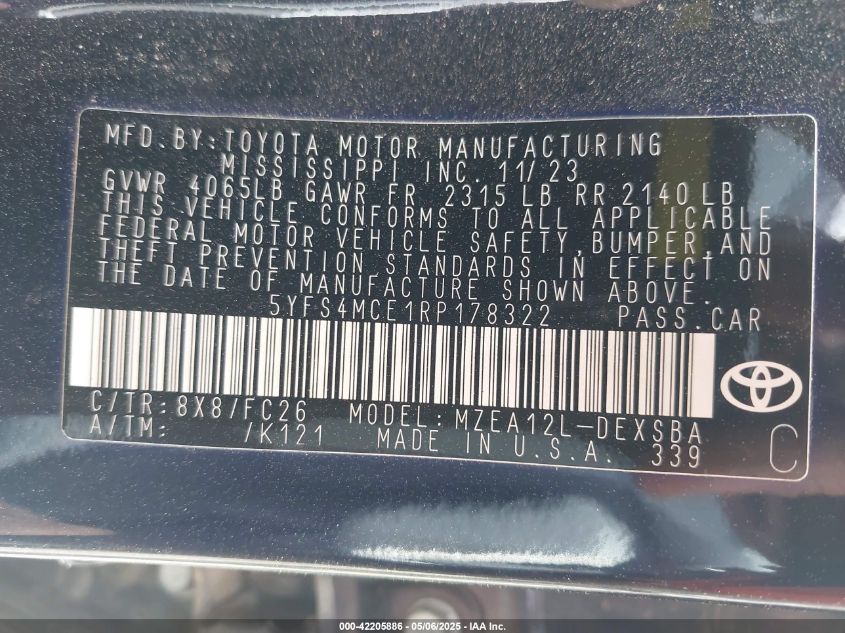 MFD.BY:TOYOTA MOTOR MANUFACTURING
MISSISSIPPI INC. 11/23
GVWR 4065LB GAWR FR 2315 LB RR 2140 LB
THIS VEHICLE CONFORMS TO ALL APPLICABLE
FEDERAL MOTOR VEHICLE SAFETY,BUMPER,AND
THEFT PREVENTION STANDARDS IN EFFECT ON
THE DATE OF MANUFACTURE SHOWN ABOVE.
5YFS4MCE1RP178322 PASS.CAR
C/TR:8X8/FC26 MODEL:MZEA12L-DEXSBA
A/TM: /K121 MADE IN U.S.A. 339
C
000-42205886 - 05/06/2025 - IAA Inc.